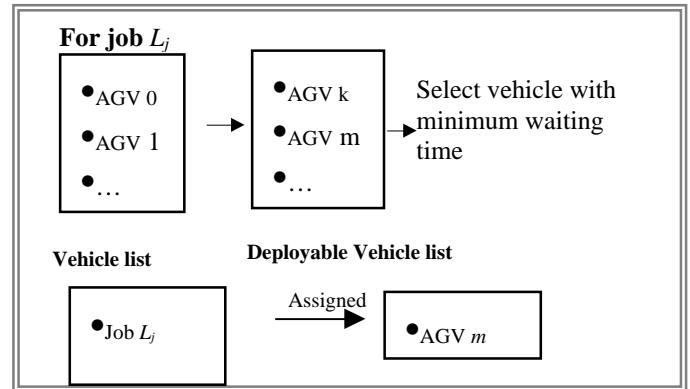 For job Lj
• AGV 0
• AGV 1
• …
• AGV k
• AGV m
• …
Select vehicle with
minimum waiting
time
Vehicle list
Deployable Vehicle list
• Job Lj
Assigned
• AGV m